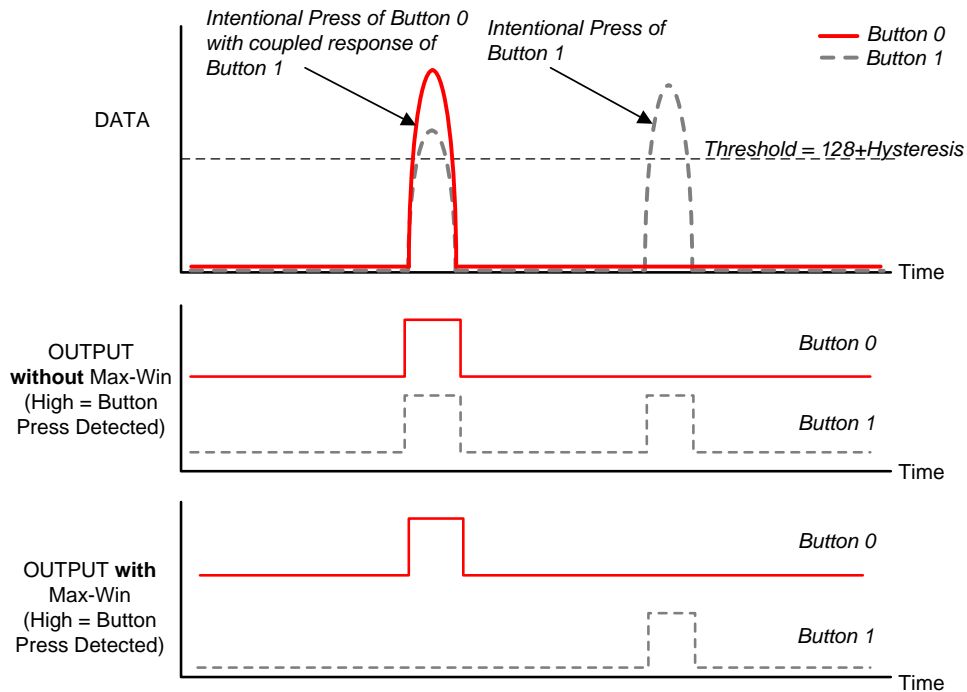 Intentional Press of Button 0
with coupled response of
Button 1
Intentional Press of
Button 1
Button 0
Button 1
DATA
Threshold = 128+Hysteresis
Time
OUTPUT
without Max-Win
(High = Button
Press Detected)
Button 0
Button 1
Time
OUTPUT with
Max-Win
(High = Button
Press Detected)
Button 0
Button 1
Time